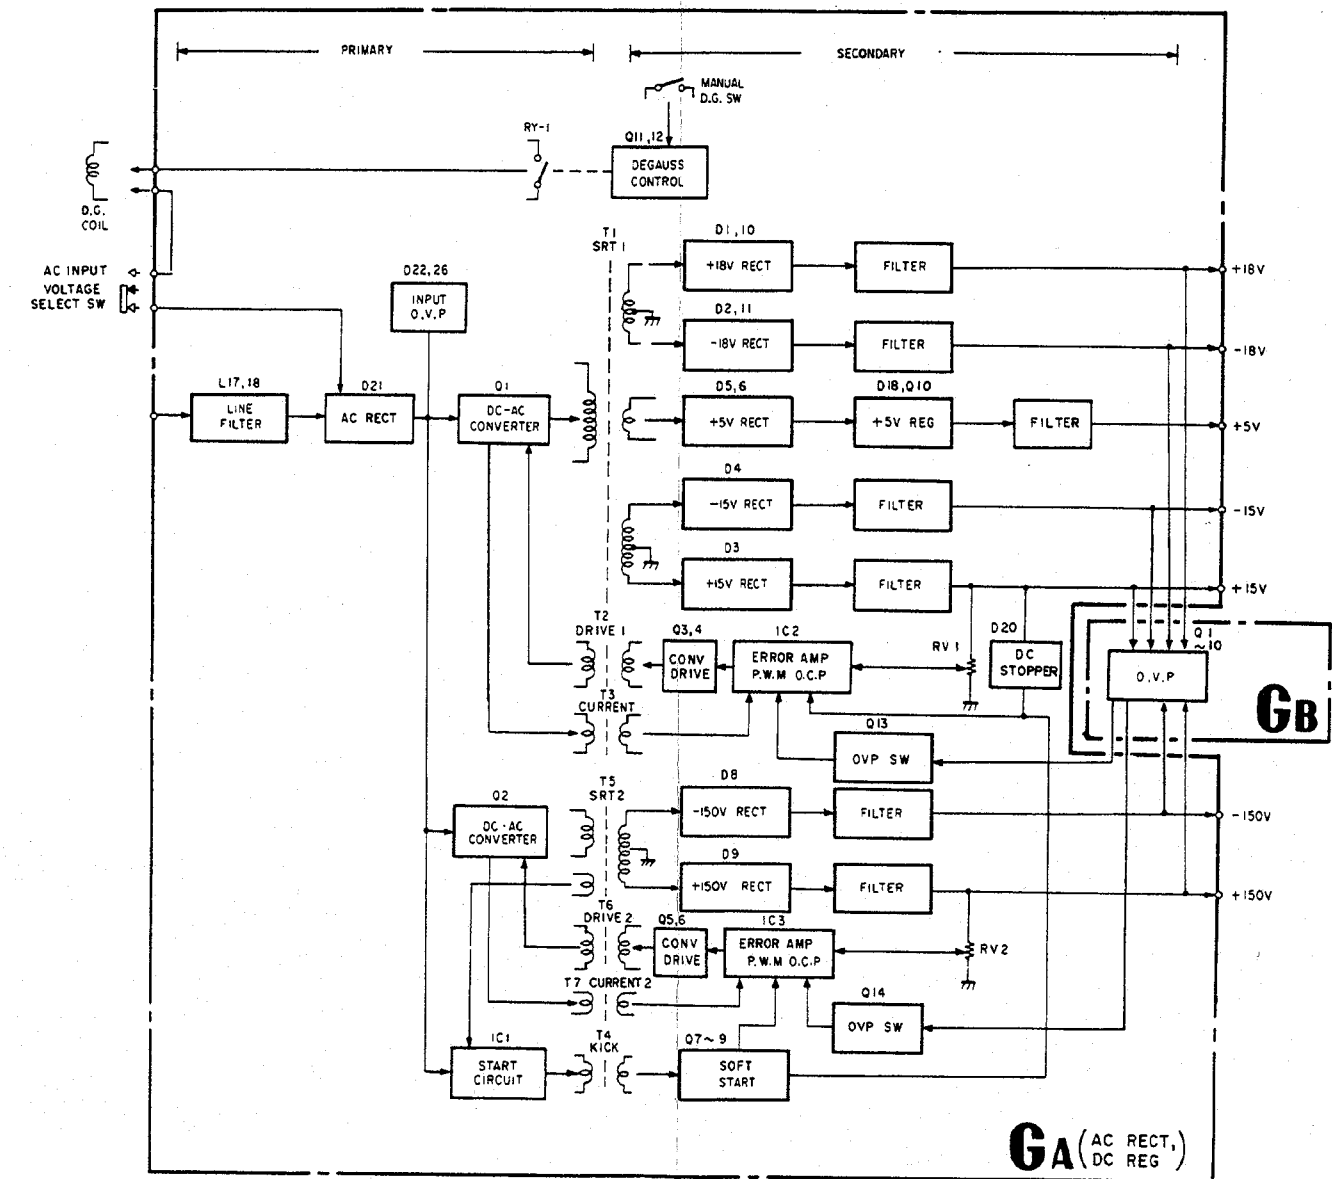 PRIMARY
SECONDARY
MANUAL
D.G. SW
RY-1
Q11,12
DEGAUSS
CONTROL
D.G.
COIL
T1
SRT 1
D1,10
+18V RECT
FILTER
+18V
AC INPUT
VOLTAGE
SELECT SW
D22,26
INPUT
O.V.P
D2,11
-18V RECT
FILTER
-18V
L17,18
LINE
FILTER
D21
AC RECT
Q1
DC-AC
CONVERTER
D5,6
+5V RECT
D18,Q10
+5V REG
FILTER
+5V
D4
-15V RECT
FILTER
-15V
D3
+15V RECT
FILTER
+15V
T2
DRIVE 1
Q3,4
CONV
DRIVE
IC2
ERROR AMP
P.W.M O.C.P
RV 1
D20
DC
STOPPER
Q 1
~10
O.V.P
GB
T3
CURRENT
Q13
OVP SW
T5
SRT2
D8
-150V RECT
FILTER
-150V
Q2
DC-AC
CONVERTER
D9
+150V RECT
FILTER
+150V
T6
DRIVE 2
Q5,6
CONV
DRIVE
IC3
ERROR AMP
P.W.M O.C.P
RV2
T7 CURRENT 2
Q14
OVP SW
IC1
START
CIRCUIT
T4
KICK
Q7~9
SOFT
START
GA (AC RECT,
DC REG)